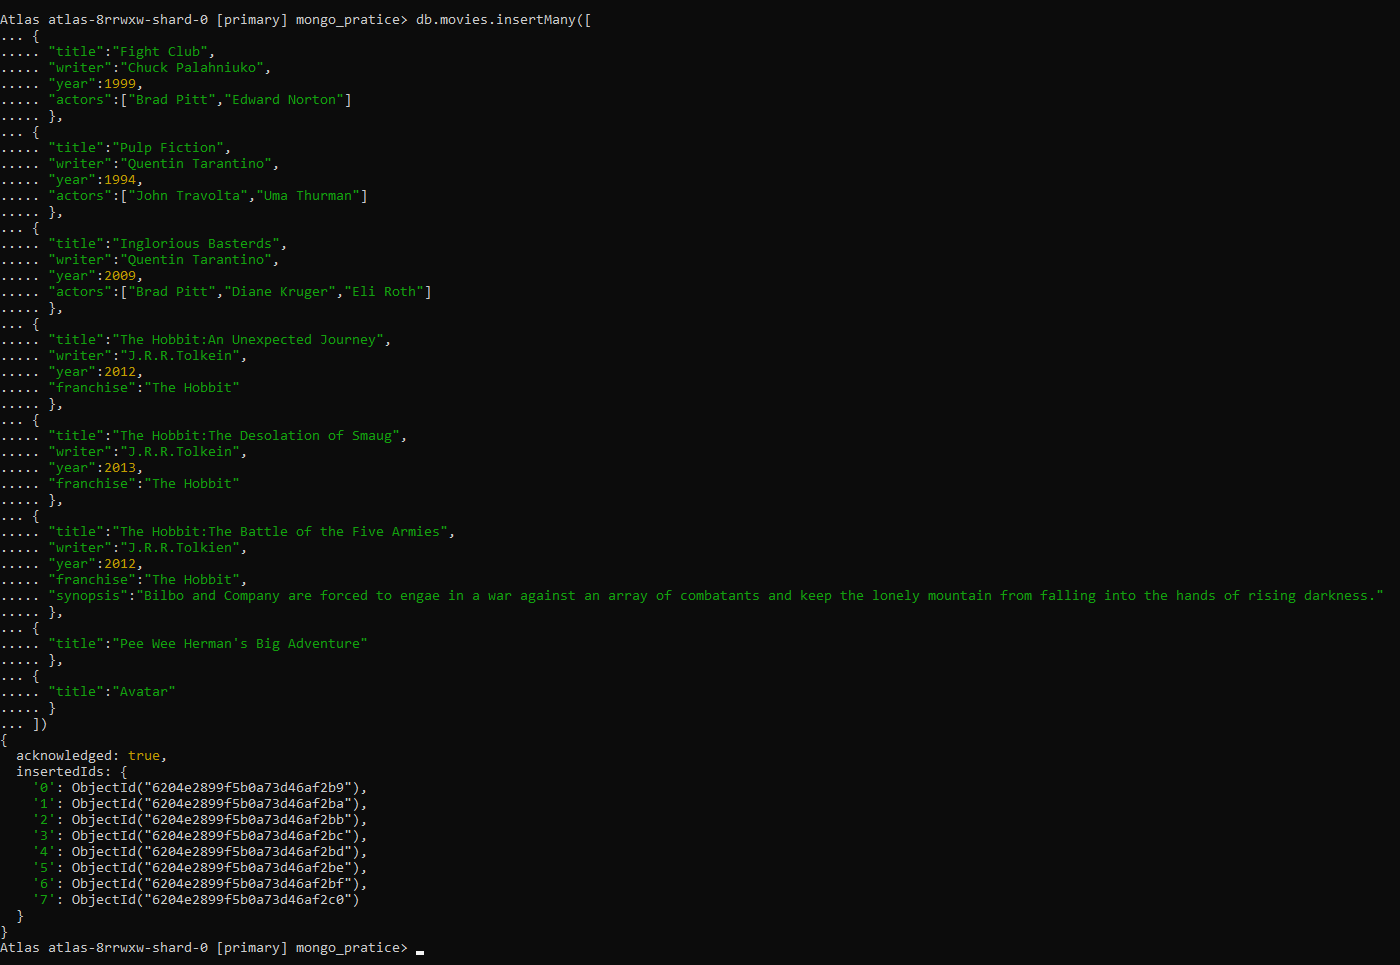 Atlas atlas-8rrwxw-shard-0 [primary] mongo_pratice> db.movies.insertMany([
... {
..... "title":"Fight Club",
..... "writer":"Chuck Palahniuko",
..... "year":1999,
..... "actors":["Brad Pitt","Edward Norton"]
..... },
... {
..... "title":"Pulp Fiction",
..... "writer":"Quentin Tarantino",
..... "year":1994,
..... "actors":["John Travolta","Uma Thurman"]
..... },
... {
..... "title":"Inglorious Basterds",
..... "writer":"Quentin Tarantino",
..... "year":2009,
..... "actors":["Brad Pitt","Diane Kruger","Eli Roth"]
..... },
... {
..... "title":"The Hobbit:An Unexpected Journey",
..... "writer":"J.R.R.Tolkein",
..... "year":2012,
..... "franchise":"The Hobbit"
..... },
... {
..... "title":"The Hobbit:The Desolation of Smaug",
..... "writer":"J.R.R.Tolkein",
..... "year":2013,
..... "franchise":"The Hobbit"
..... },
... {
..... "title":"The Hobbit:The Battle of the Five Armies",
..... "writer":"J.R.R.Tolkien",
..... "year":2012,
..... "franchise":"The Hobbit",
..... "synopsis":"Bilbo and Company are forced to engae in a war against an array of combatants and keep the lonely mountain from falling into the hands of rising darkness."
..... },
... {
..... "title":"Pee Wee Herman's Big Adventure"
..... },
... {
..... "title":"Avatar"
..... }
... ])
{
  acknowledged: true,
  insertedIds: {
    '0': ObjectId("6204e2899f5b0a73d46af2b9"),
    '1': ObjectId("6204e2899f5b0a73d46af2ba"),
    '2': ObjectId("6204e2899f5b0a73d46af2bb"),
    '3': ObjectId("6204e2899f5b0a73d46af2bc"),
    '4': ObjectId("6204e2899f5b0a73d46af2bd"),
    '5': ObjectId("6204e2899f5b0a73d46af2be"),
    '6': ObjectId("6204e2899f5b0a73d46af2bf"),
    '7': ObjectId("6204e2899f5b0a73d46af2c0")
  }
}
Atlas atlas-8rrwxw-shard-0 [primary] mongo_pratice>